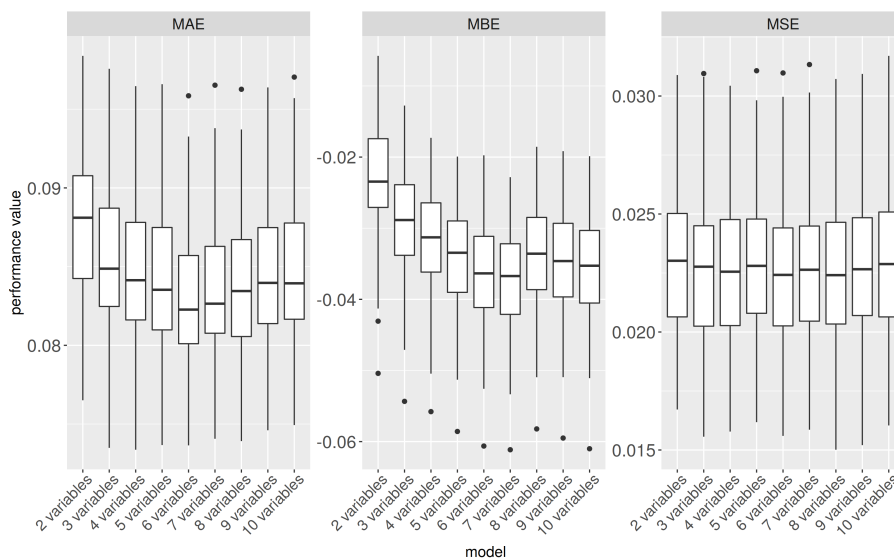 MAE
MBE
MSE
performance value
0.09
0.08
-0.02
-0.04
-0.06
0.030
0.025
0.020
0.015
2 variables
3 variables
4 variables
5 variables
6 variables
7 variables
8 variables
9 variables
10 variables
2 variables
3 variables
4 variables
5 variables
6 variables
7 variables
8 variables
9 variables
10 variables
2 variables
3 variables
4 variables
5 variables
6 variables
7 variables
8 variables
9 variables
10 variables
model